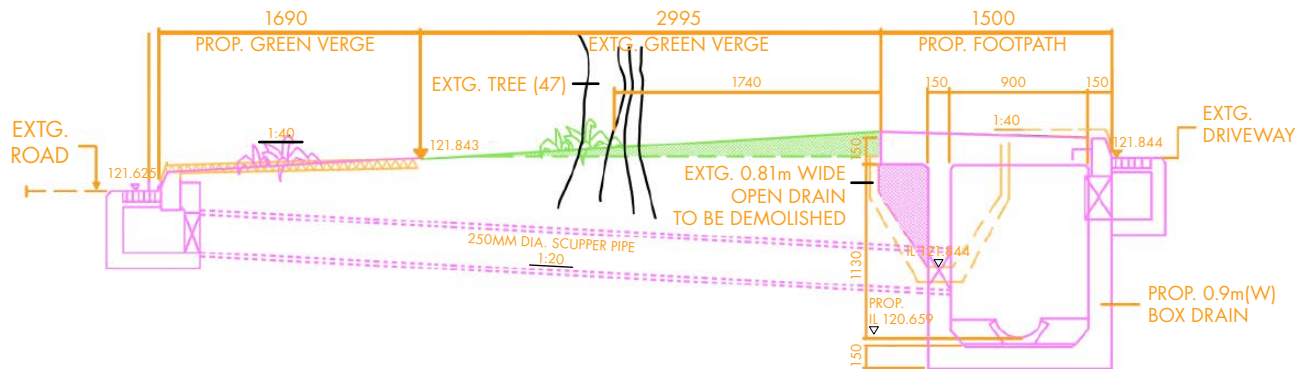 1690
2995
1500
PROP. GREEN VERGE
EXTG. GREEN VERGE
PROP. FOOTPATH
EXTG. TREE (47)
1740
150
900
150
EXTG.
ROAD
1:40
121.843
1:40
EXTG.
DRIVEWAY
121.625
121.844
150
EXTG. 0.81m WIDE
OPEN DRAIN
TO BE DEMOLISHED
250MM DIA. SCUPPER PIPE
1:20
IL 121.844
1130
PROP.
IL 120.659
PROP. 0.9m(W)
BOX DRAIN
150